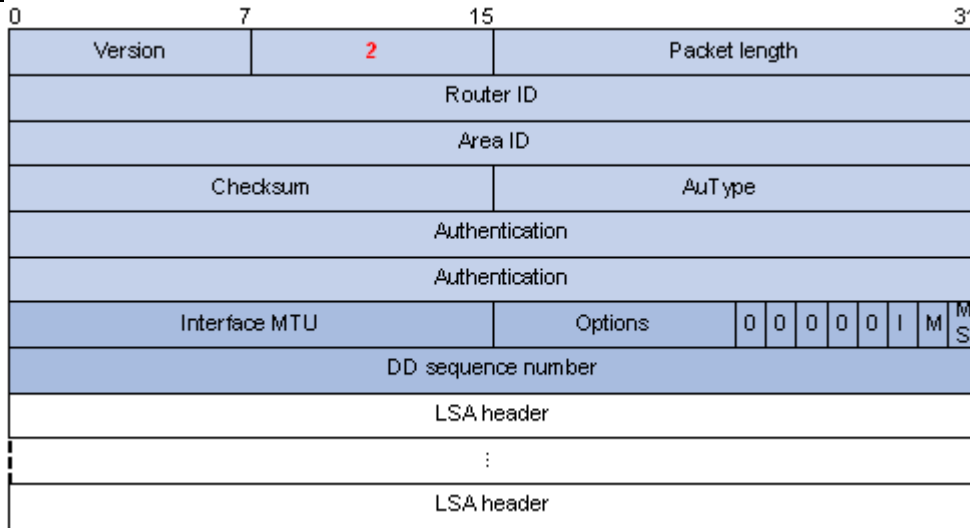 0 7 15 31
Version 2 Packet length
Router ID
Area ID
Checksum AuType
Authentication
Authentication
Interface MTU Options 0 0 0 0 0 I M MS
DD sequence number
LSA header
⋮
LSA header